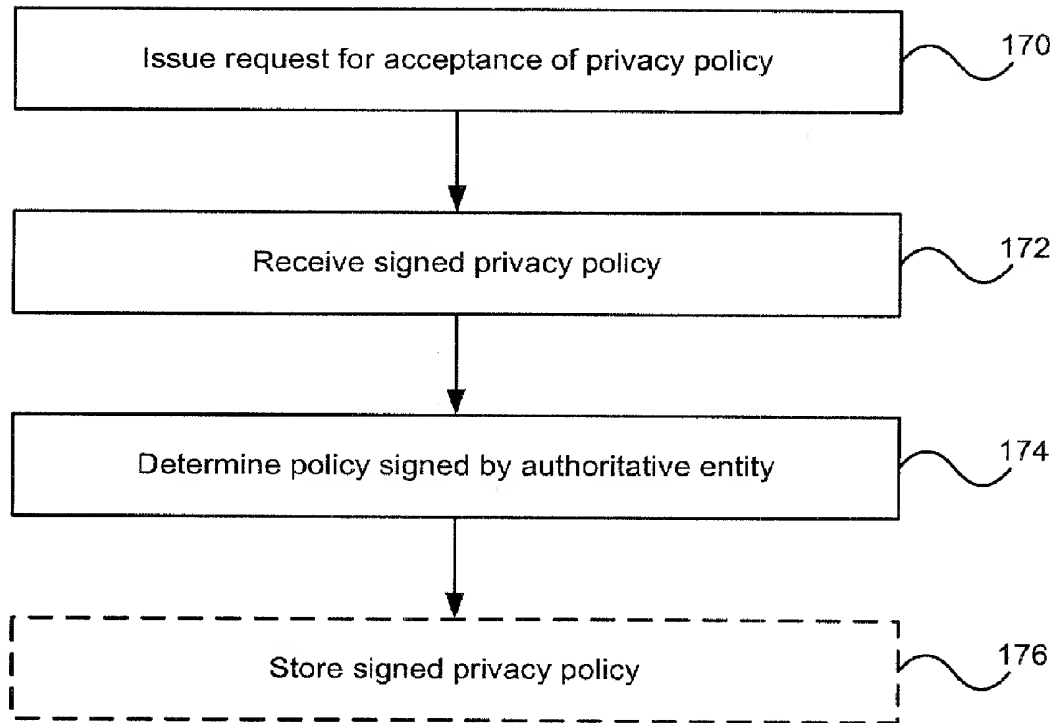 Issue request for acceptance of privacy policy
170
Receive signed privacy policy
172
Determine policy signed by authoritative entity
174
Store signed privacy policy
176